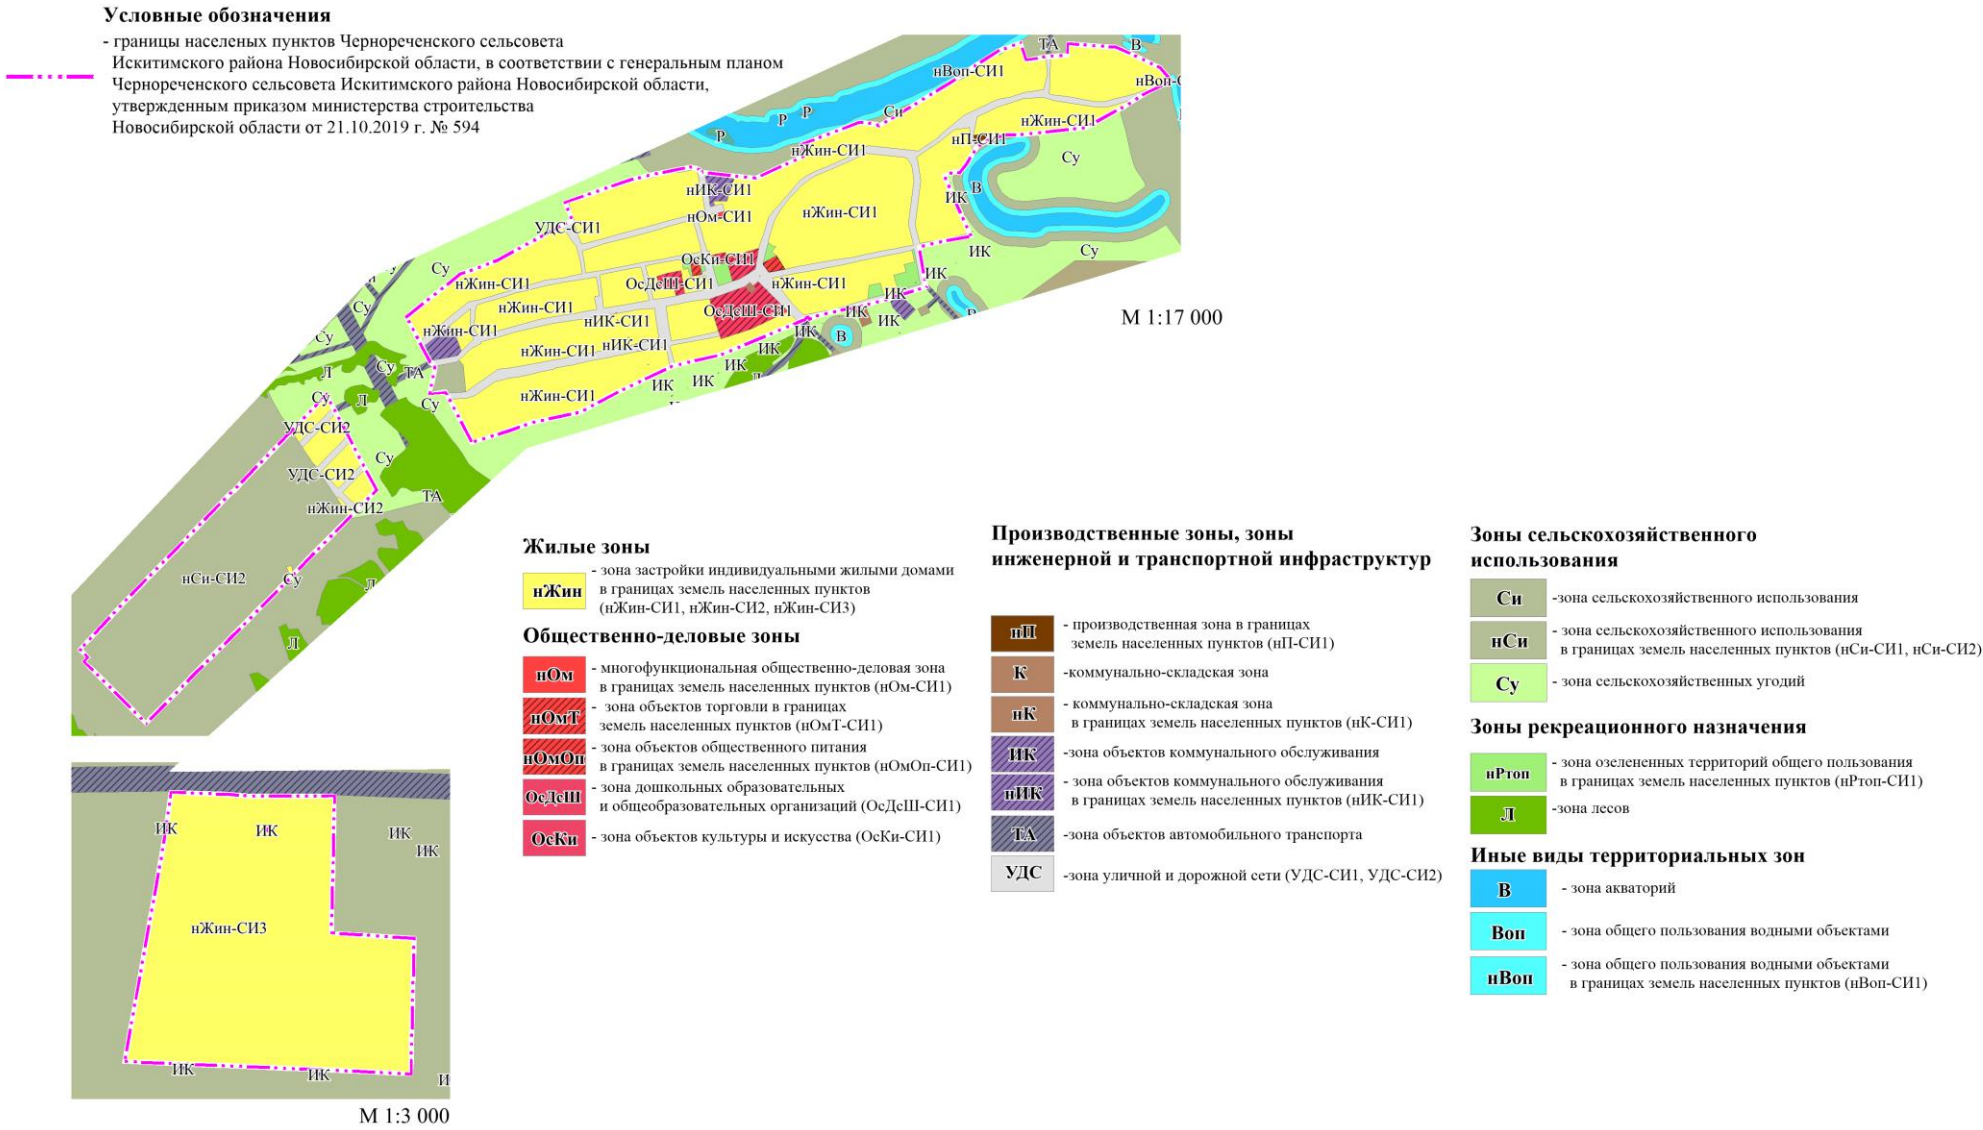 Условные обозначения
- границы населеных пунктов Чернореченского сельсовета
Искитимского района Новосибирской области, в соответствии с генеральным планом
Чернореченского сельсовета Искитимского района Новосибирской области,
утвержденным приказом министерства строительства
Новосибирской области от 21.10.2019 г. № 594
ТА
В
нВоп-СИ1
нВоп-С
Р
Р
Р
Си
нЖин-СИ1
нП-СИ1
нЖин-СИ1
Су
нИК-СИ1
В
ИК
нОм-СИ1
нЖин-СИ1
УДС-СИ1
ИК
Су
Су
ОсКи-СИ1
ИК
нЖин-СИ1
ОсДсШ-СИ1
нЖин-СИ1
ИК
Су
нЖин-СИ1
ОсДсШ-СИ1
ИК
ИК
В
М 1:17 000
нИК-СИ1
нЖин-СИ1
ИК
В
Су
нЖин-СИ1
нИК-СИ1
ИК
ИК
Л
Су
ТА
ИК
ИК
Су
Л
Су
нЖин-СИ1
УДС-СИ2
Су
УДС-СИ2
ТА
нЖин-СИ2
нСи-СИ2
Су
Л
Л
Жилые зоны
нЖин
- зона застройки индивидуальными жилыми домами
в границах земель населенных пунктов
(нЖин-СИ1, нЖин-СИ2, нЖин-СИ3)
Общественно-деловые зоны
нОм
- многофункциональная общественно-деловая зона
в границах земель населенных пунктов (нОм-СИ1)
нОмТ
- зона объектов торговли в границах
земель населенных пунктов (нОмТ-СИ1)
нОмОп
- зона объектов общественного питания
в границах земель населенных пунктов (нОмОп-СИ1)
ОсДсШ
- зона дошкольных образовательных
и общеобразовательных организаций (ОсДсШ-СИ1)
ОсКи
- зона объектов культуры и искусства (ОсКи-СИ1)
Производственные зоны, зоны
инженерной и транспортной инфраструктур
нП
- производственная зона в границах
земель населенных пунктов (нП-СИ1)
К
-коммунально-складская зона
нК
- коммунально-складская зона
в границах земель населенных пунктов (нК-СИ1)
ИК
-зона объектов коммунального обслуживания
нИК
- зона объектов коммунального обслуживания
в границах земель населенных пунктов (нИК-СИ1)
ТА
-зона объектов автомобильного транспорта
УДС
-зона уличной и дорожной сети (УДС-СИ1, УДС-СИ2)
Зоны сельскохозяйственного
использования
Си
-зона сельскохозяйственного использования
нСи
- зона сельскохозяйственного использования
в границах земель населенных пунктов (нСи-СИ1, нСи-СИ2)
Су
- зона сельскохозяйственных угодий
Зоны рекреационного назначения
нРтоп
- зона озелененных территорий общего пользования
в границах земель населенных пунктов (нРтоп-СИ1)
Л
-зона лесов
Иные виды территориальных зон
В
- зона акваторий
Воп
- зона общего пользования водными объектами
нВоп
- зона общего пользования водными объектами
в границах земель населенных пунктов (нВоп-СИ1)
ИК
ИК
ИК
ИК
нЖин-СИ3
ИК
ИК
И
М 1:3 000